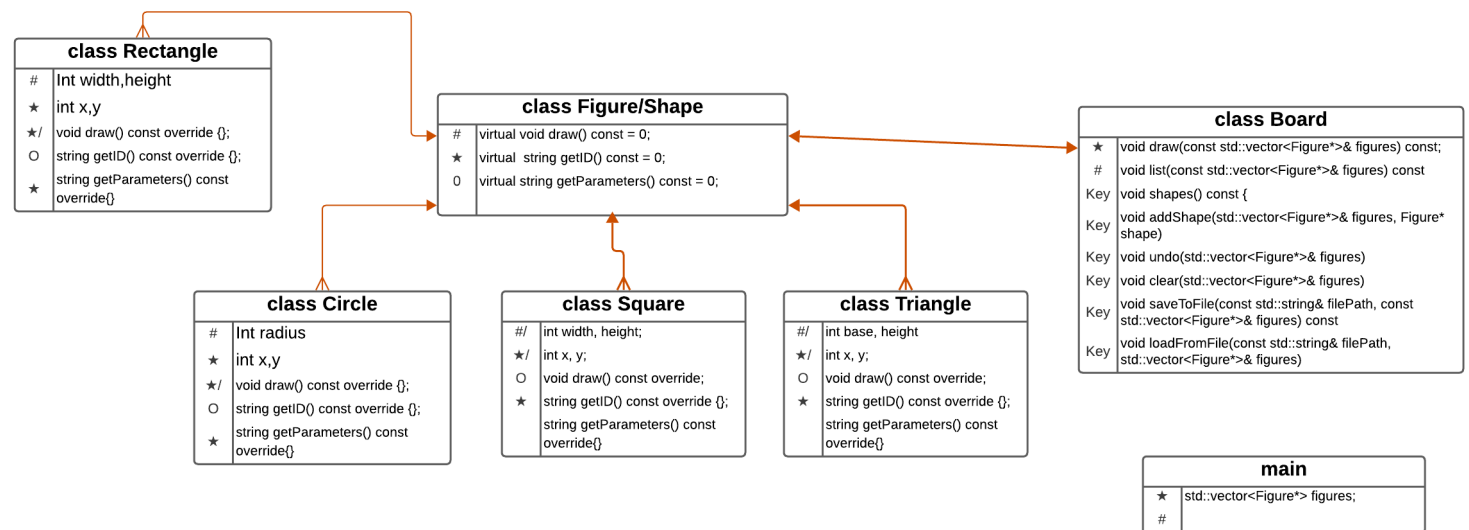 class Rectangle
# Int width,height
★ int x,y
★/ void draw() const override {};
O string getID() const override {};
★ string getParameters() const
override{}
class Figure/Shape
# virtual void draw() const = 0;
★ virtual  string getID() const = 0;
0 virtual string getParameters() const = 0;
class Board
★ void draw(const std::vector<Figure*>& figures) const;
# void list(const std::vector<Figure*>& figures) const
Key void shapes() const {
Key void addShape(std::vector<Figure*>& figures, Figure*
shape)
Key void undo(std::vector<Figure*>& figures)
Key void clear(std::vector<Figure*>& figures)
Key void saveToFile(const std::string& filePath, const
std::vector<Figure*>& figures) const
Key void loadFromFile(const std::string& filePath,
std::vector<Figure*>& figures)
class Circle
# Int radius
★ int x,y
★/ void draw() const override {};
O string getID() const override {};
★ string getParameters() const
override{}
class Square
#/ int width, height;
★/ int x, y;
O void draw() const override;
★ string getID() const override {};
string getParameters() const
override{}
class Triangle
#/ int base, height
★/ int x, y;
O void draw() const override;
★ string getID() const override {};
string getParameters() const
override{}
main
★ std::vector<Figure*> figures;
#